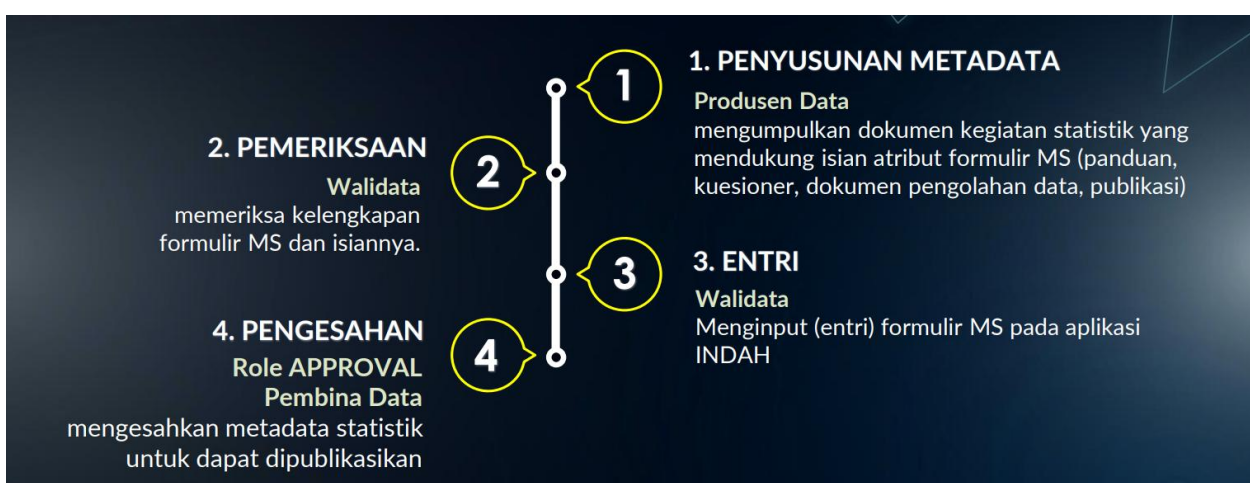 1
1. PENYUSUNAN METADATA
Produsen Data
mengumpulkan dokumen kegiatan statistik yang
mendukung isian atribut formulir MS (panduan,
kuesioner, dokumen pengolahan data, publikasi)
2. PEMERIKSAAN
Walidata
memeriksa kelengkapan
formulir MS dan isiannya.
2
3
3. ENTRI
Walidata
Menginput (entri) formulir MS pada aplikasi
INDAH
4. PENGESAHAN
Role APPROVAL
Pembina Data
mengesahkan metadata statistik
untuk dapat dipublikasikan
4